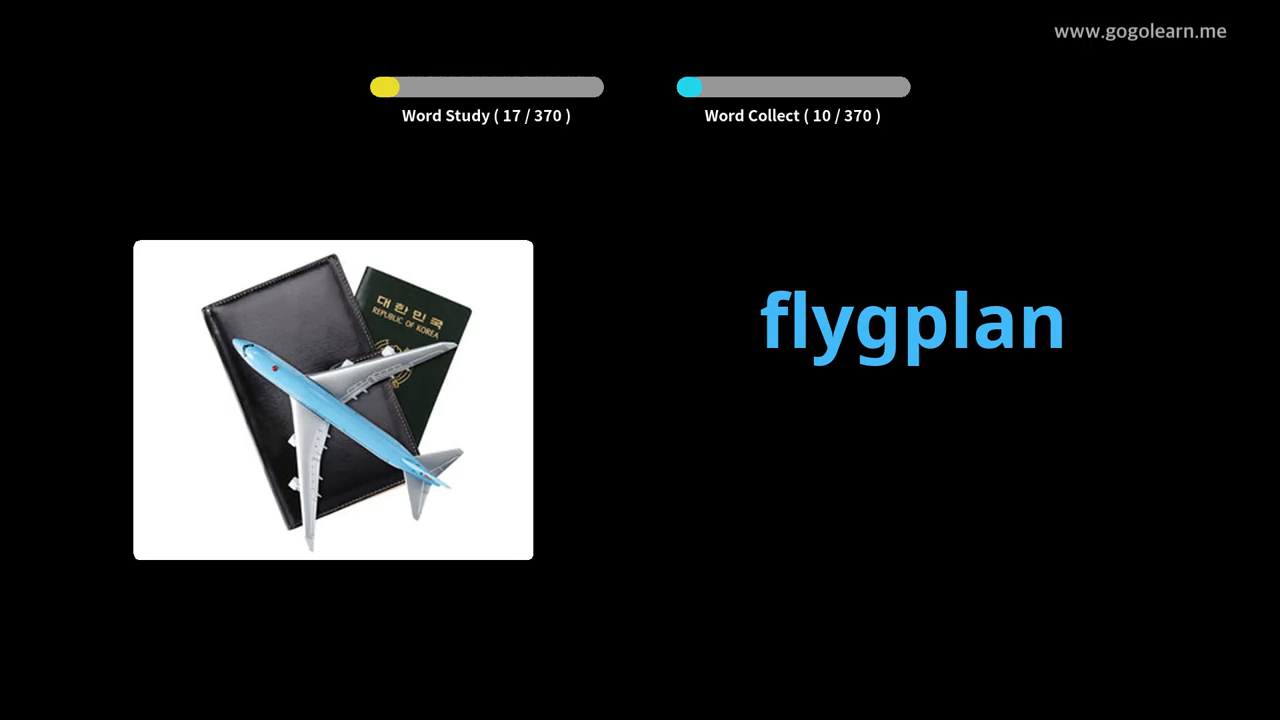 www.gogolearn.me
Word Study ( 17 / 370 )
Word Collect ( 10 / 370 )
대한민국
REPUBLIC OF KOREA
flygplan